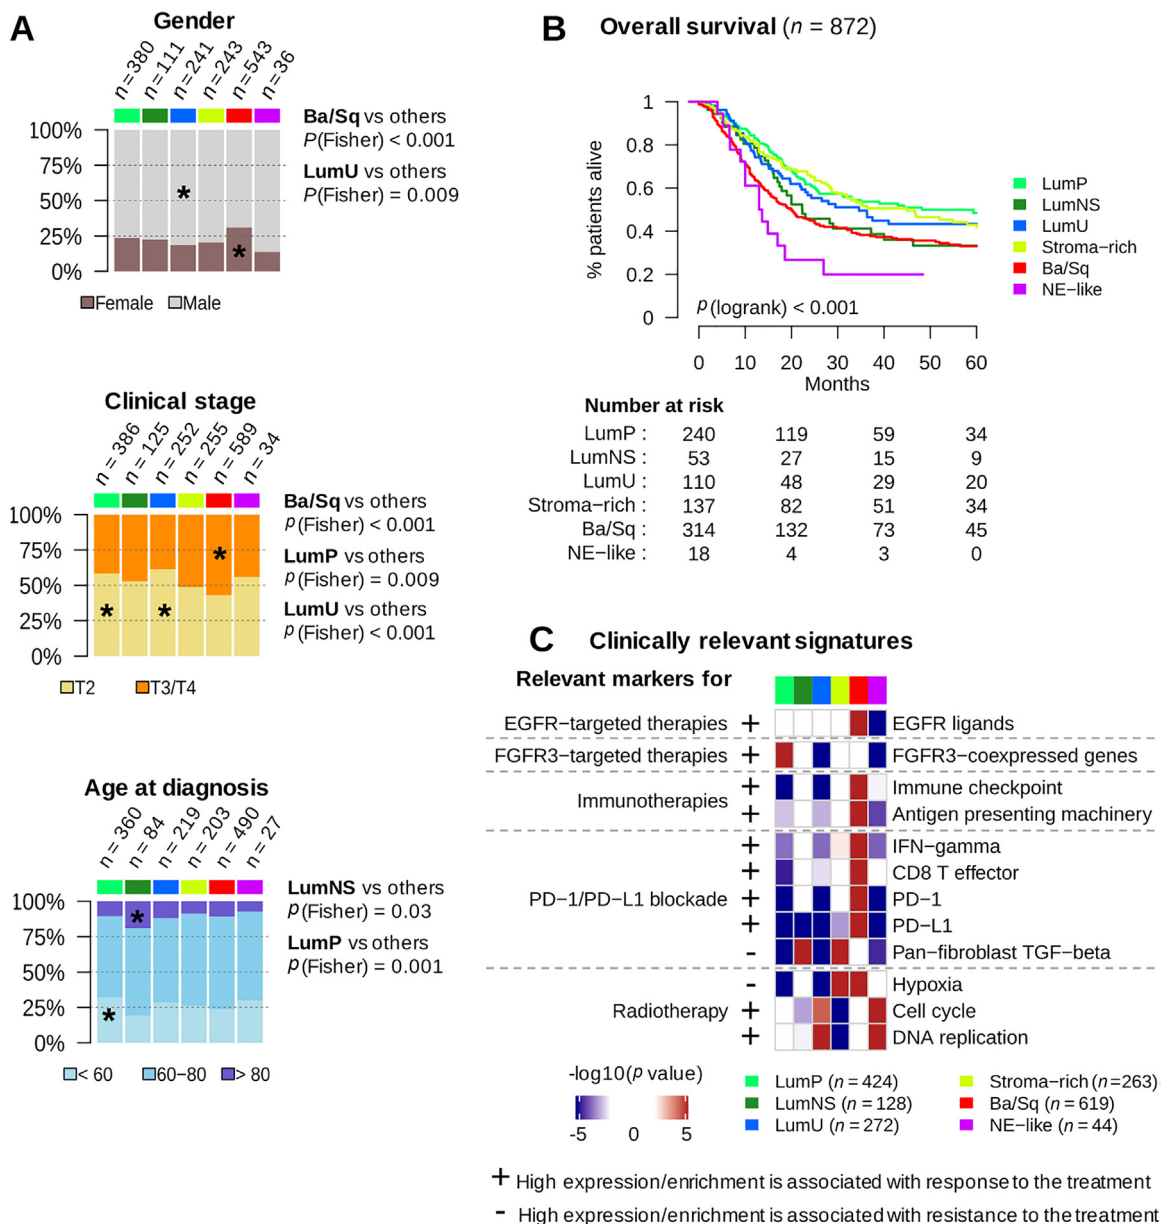 A
Gender
n=380
n=111
n=241
n=243
n=543
n=36
100%
75%
50%
25%
0%
*
*
Ba/Sq vs others
P(Fisher) < 0.001
LumU vs others
P(Fisher) = 0.009
Female
Male
Clinical stage
n = 386
n = 125
n = 252
n = 255
n = 589
n = 34
100%
75%
50%
25%
0%
*
*
*
Ba/Sq vs others
p(Fisher) < 0.001
LumP vs others
p(Fisher) = 0.009
LumU vs others
p(Fisher) < 0.001
T2
T3/T4
Age at diagnosis
n = 360
n = 84
n = 219
n = 203
n = 490
n = 27
100%
75%
50%
25%
0%
*
*
LumNS vs others
p(Fisher) = 0.03
LumP vs others
p(Fisher) = 0.001
< 60
60−80
> 80
B
Overall survival (n = 872)
% patients alive
1
0.8
0.6
0.4
0.2
0
p(logrank) < 0.001
0 10 20 30 40 50 60
Months
LumP
LumNS
LumU
Stroma−rich
Ba/Sq
NE−like
Number at risk
LumP : 240 119 59 34
LumNS : 53 27 15 9
LumU : 110 48 29 20
Stroma−rich : 137 82 51 34
Ba/Sq : 314 132 73 45
NE−like : 18 4 3 0
C
Clinically relevant signatures
Relevant markers for
EGFR−targeted therapies + EGFR ligands
FGFR3−targeted therapies + FGFR3−coexpressed genes
Immunotherapies
+ Immune checkpoint
+ Antigen presenting machinery
PD−1/PD−L1 blockade
+ IFN−gamma
+ CD8 T effector
+ PD−1
+ PD−L1
- Pan−fibroblast TGF−beta
Radiotherapy
- Hypoxia
+ Cell cycle
+ DNA replication
-log10(p value)
-5 0 5
LumP (n = 424)
LumNS (n = 128)
LumU (n = 272)
Stroma−rich (n=263)
Ba/Sq (n = 619)
NE−like (n = 44)
+ High expression/enrichment is associated with response to the treatment
- High expression/enrichment is associated with resistance to the treatment